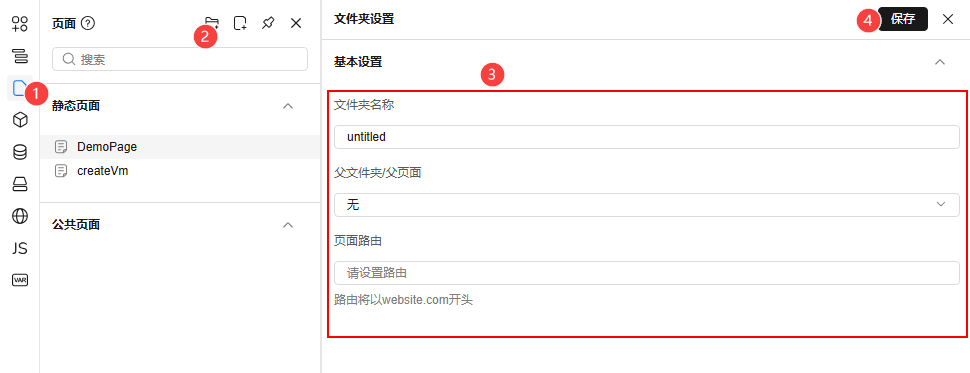 页面 ?
2
搜索
1
静态页面
DemoPage
createVm
公共页面
JS
VAR
文件夹设置
4 保存
基本设置
3
文件夹名称
untitled
父文件夹/父页面
无
页面路由
请设置路由
路由将以website.com开头